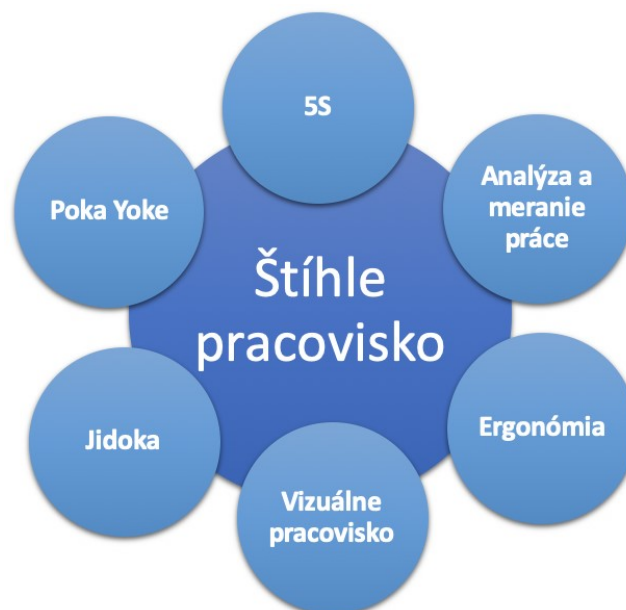 5S
Analýza a
meranie
práce
Ergonómia
Vizuálne
pracovisko
Jidoka
Poka Yoke
Štíhle
pracovisko